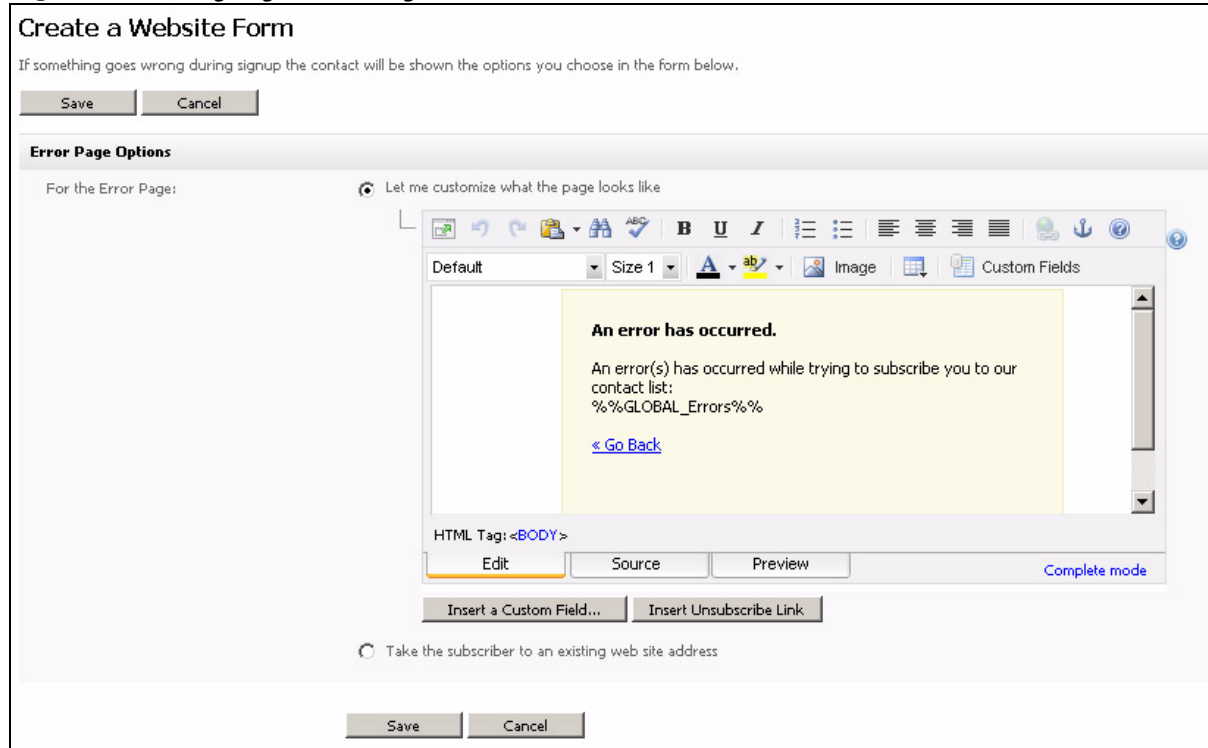 Create a Website Form
If something goes wrong during signup the contact will be shown the options you choose in the form below.
Save Cancel
Error Page Options
For the Error Page: Let me customize what the page looks like
ABC B U I
Default Size 1 A ab Image Custom Fields
An error has occurred.
An error(s) has occurred while trying to subscribe you to our
contact list:
%%GLOBAL_Errors%%
« Go Back
HTML Tag: <BODY>
Edit Source Preview Complete mode
Insert a Custom Field... Insert Unsubscribe Link
Take the subscriber to an existing web site address
Save Cancel